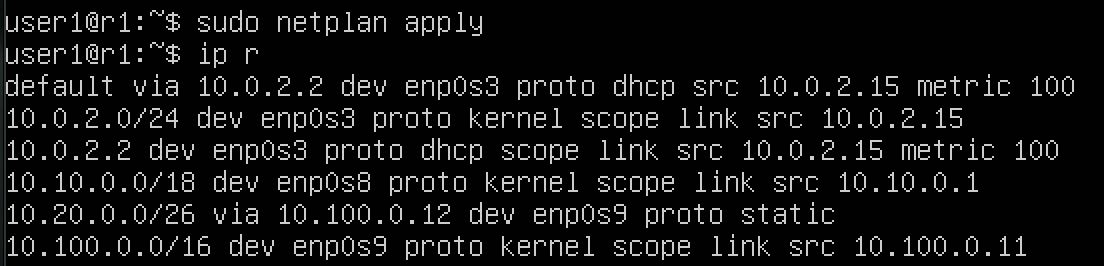 user1@r1:~$ sudo netplan apply
user1@r1:~$ ip r
default via 10.0.2.2 dev enp0s3 proto dhcp src 10.0.2.15 metric 100
10.0.2.0/24 dev enp0s3 proto kernel scope link src 10.0.2.15
10.0.2.2 dev enp0s3 proto dhcp scope link src 10.0.2.15 metric 100
10.10.0.0/18 dev enp0s8 proto kernel scope link src 10.10.0.1
10.20.0.0/26 via 10.100.0.12 dev enp0s9 proto static
10.100.0.0/16 dev enp0s9 proto kernel scope link src 10.100.0.11